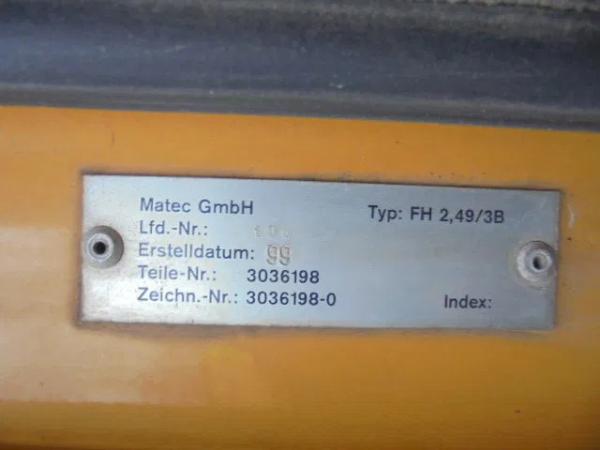 Matec GmbH
Typ: FH 2,49/3B
Lfd.-Nr.:
Erstelldatum: 99
Teile-Nr.: 3036198
Zeichn.-Nr.: 3036198-0
Index: